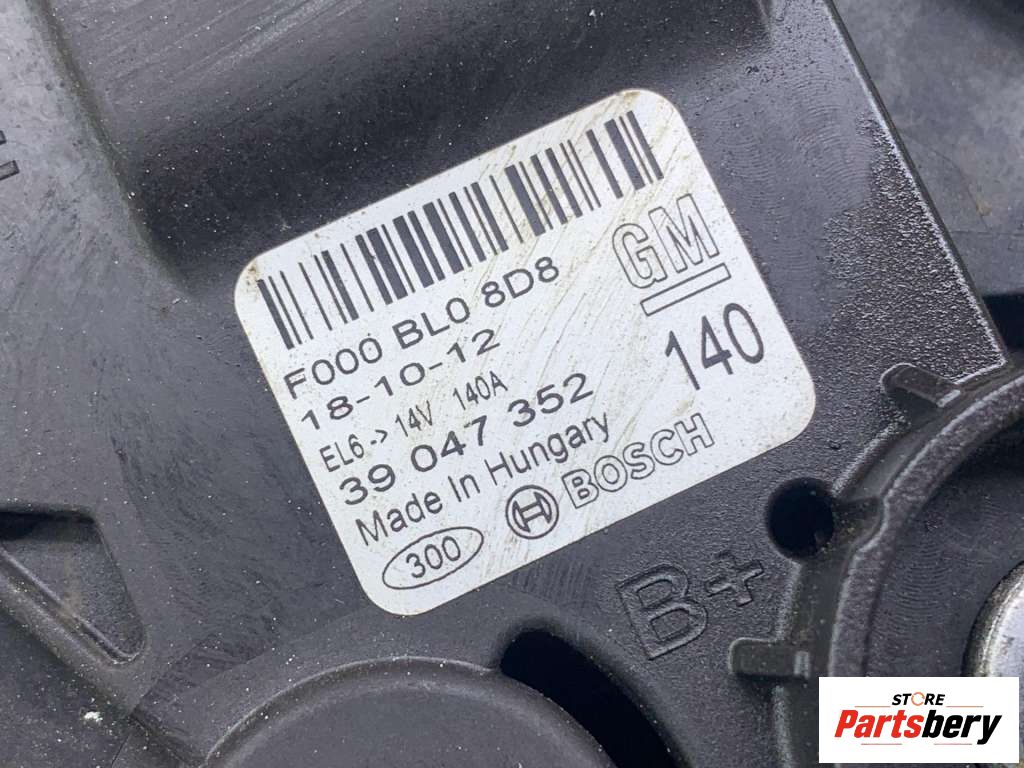 F000 BL0 8D8
18-10-12
EL6-> 14V 140A
39 047 352
Made In Hungary
300
BOSCH
GM
140
B+
STORE
Partsbery